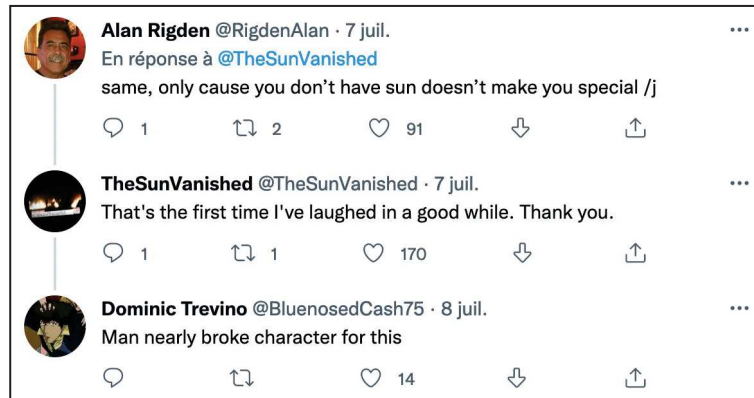 Alan Rigden @RigdenAlan · 7 juil.
En réponse à @TheSunVanished
same, only cause you don’t have sun doesn’t make you special /j
1 2 91
TheSunVanished @TheSunVanished · 7 juil.
That's the first time I've laughed in a good while. Thank you.
1 1 170
Dominic Trevino @BluenosedCash75 · 8 juil.
Man nearly broke character for this
14